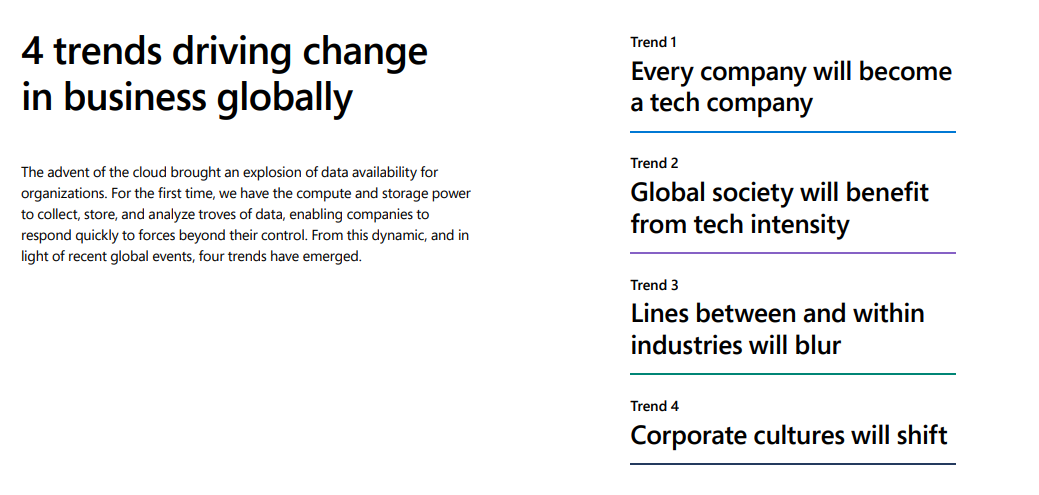 4 trends driving change
in business globally
The advent of the cloud brought an explosion of data availability for
organizations. For the first time, we have the compute and storage power
to collect, store, and analyze troves of data, enabling companies to
respond quickly to forces beyond their control. From this dynamic, and in
light of recent global events, four trends have emerged.
Trend 1
Every company will become
a tech company
Trend 2
Global society will benefit
from tech intensity
Trend 3
Lines between and within
industries will blur
Trend 4
Corporate cultures will shift